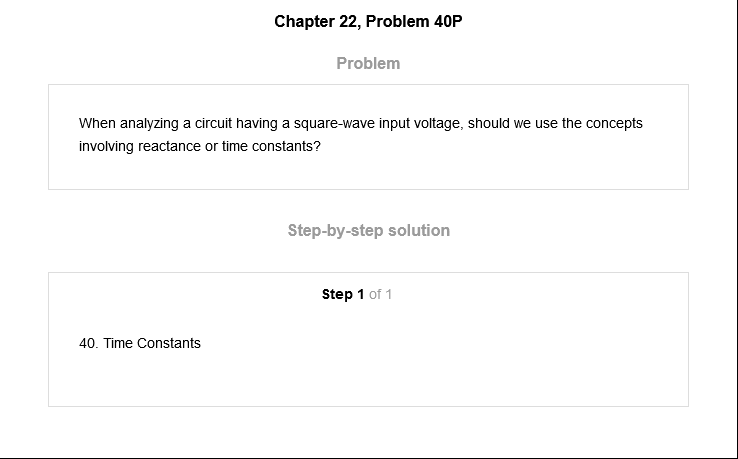 Chapter 22, Problem 40P
Problem
When analyzing a circuit having a square-wave input voltage, should we use the concepts
involving reactance or time constants?
Step-by-step solution
Step 1 of 1
40. Time Constants